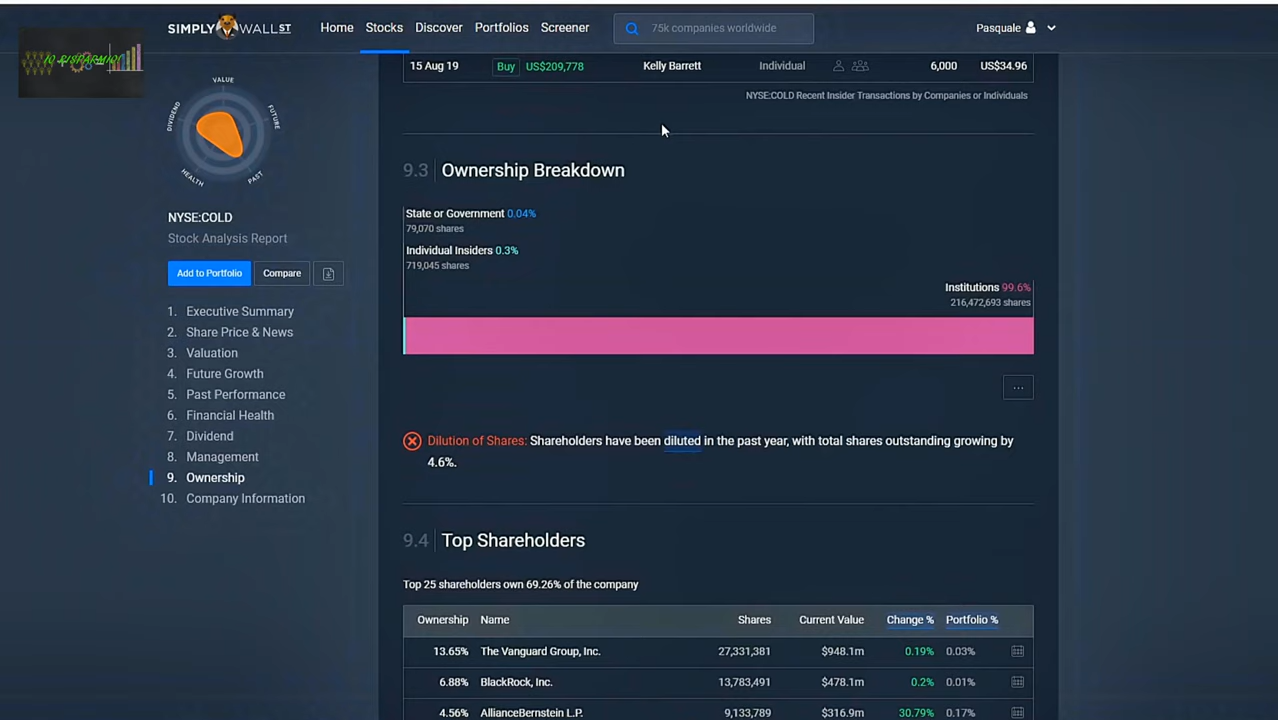 SIMPLY WALL ST
Home Stocks Discover Portfolios Screener
75k companies worldwide
Pasquale
IO RISPARMIO!
15 Aug 19 Buy US$209,778 Kelly Barrett Individual 6,000 US$34.96
NYSE:COLD Recent Insider Transactions by Companies or Individuals
VALUE
FUTURE
PAST
HEALTH
DIVIDEND
NYSE:COLD
Stock Analysis Report
Add to Portfolio Compare
1. Executive Summary
2. Share Price & News
3. Valuation
4. Future Growth
5. Past Performance
6. Financial Health
7. Dividend
8. Management
9. Ownership
10. Company Information
9.3 Ownership Breakdown
State or Government 0.04%
79,070 shares
Individual Insiders 0.3%
719,045 shares
Institutions 99.6%
216,472,693 shares
...
Dilution of Shares: Shareholders have been diluted in the past year, with total shares outstanding growing by
4.6%.
9.4 Top Shareholders
Top 25 shareholders own 69.26% of the company
Ownership Name Shares Current Value Change % Portfolio %
13.65% The Vanguard Group, Inc. 27,331,381 $948.1m 0.19% 0.03%
6.88% BlackRock, Inc. 13,783,491 $478.1m 0.2% 0.01%
4.56% AllianceBernstein L.P. 9,133,789 $316.9m 30.79% 0.17%